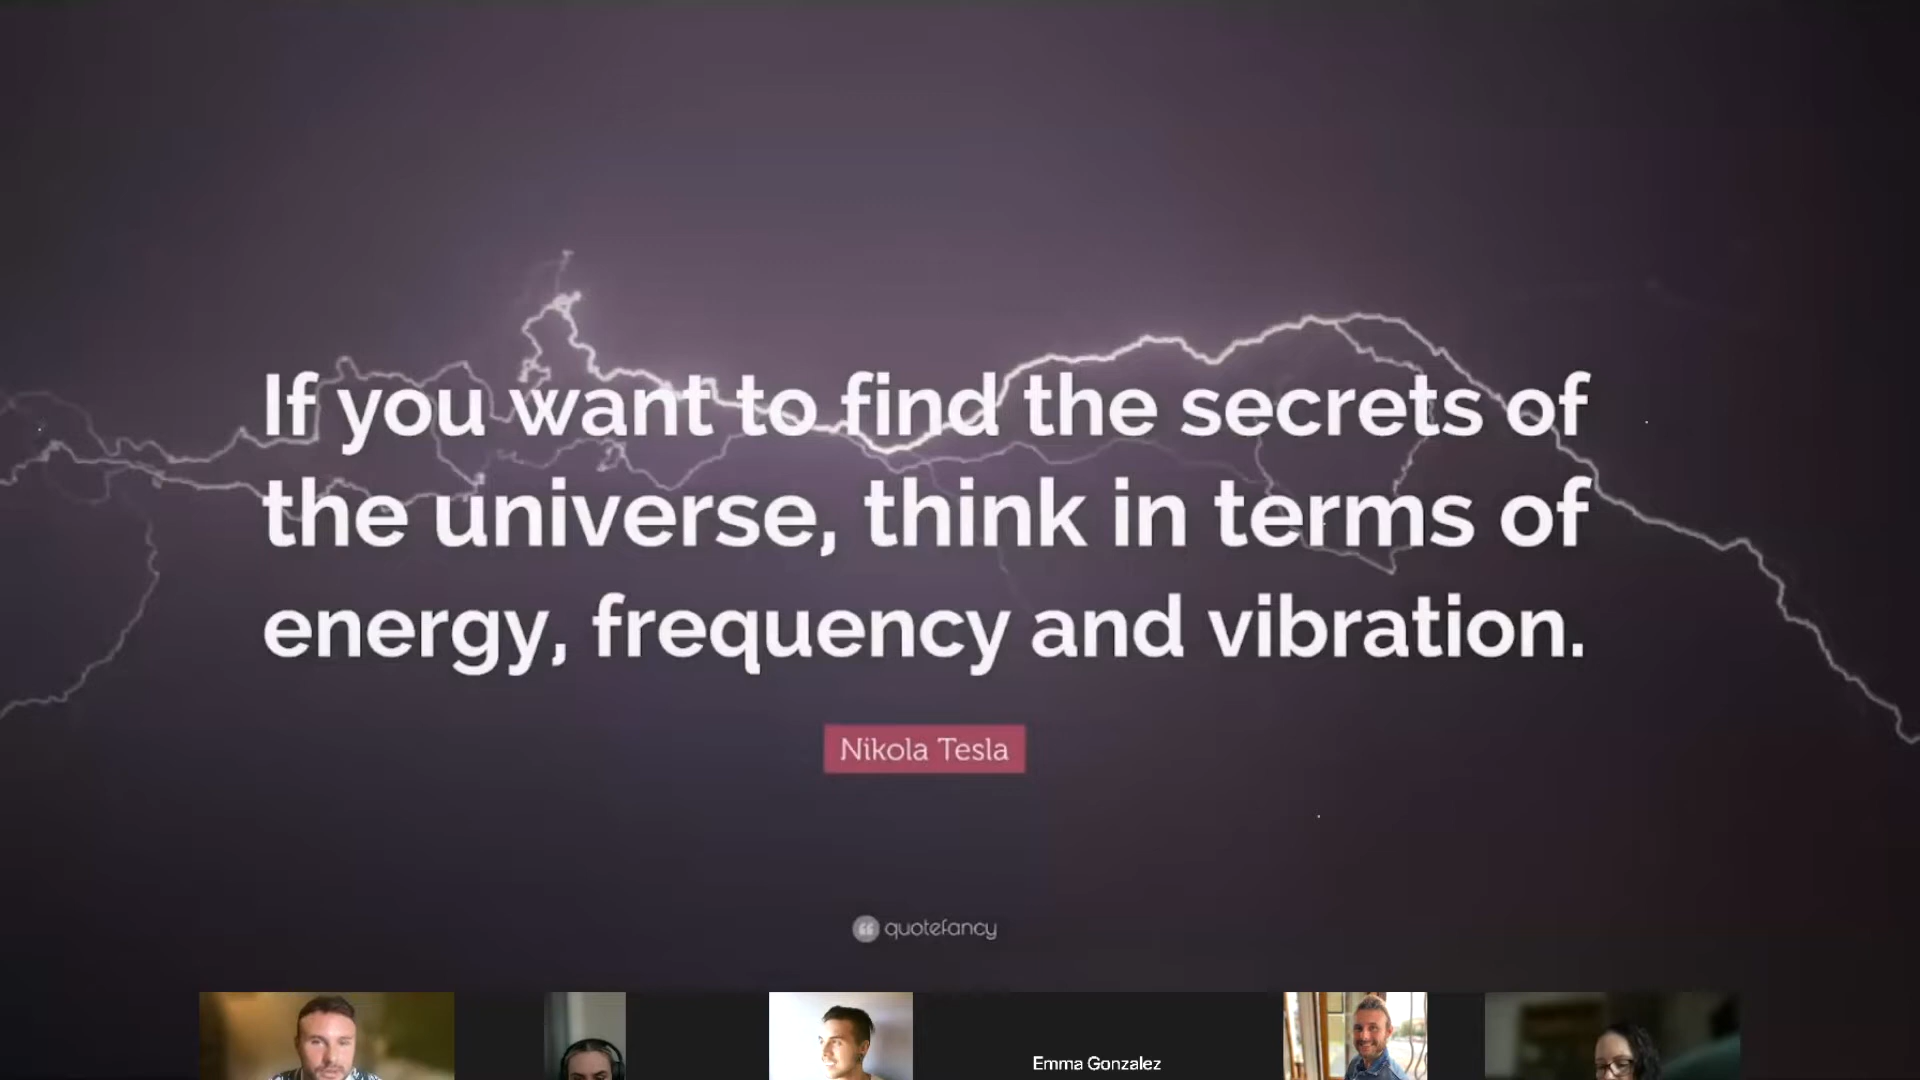 If you want to find the secrets of
the universe, think in terms of
energy, frequency and vibration.
Nikola Tesla
quotefancy
Emma Gonzalez